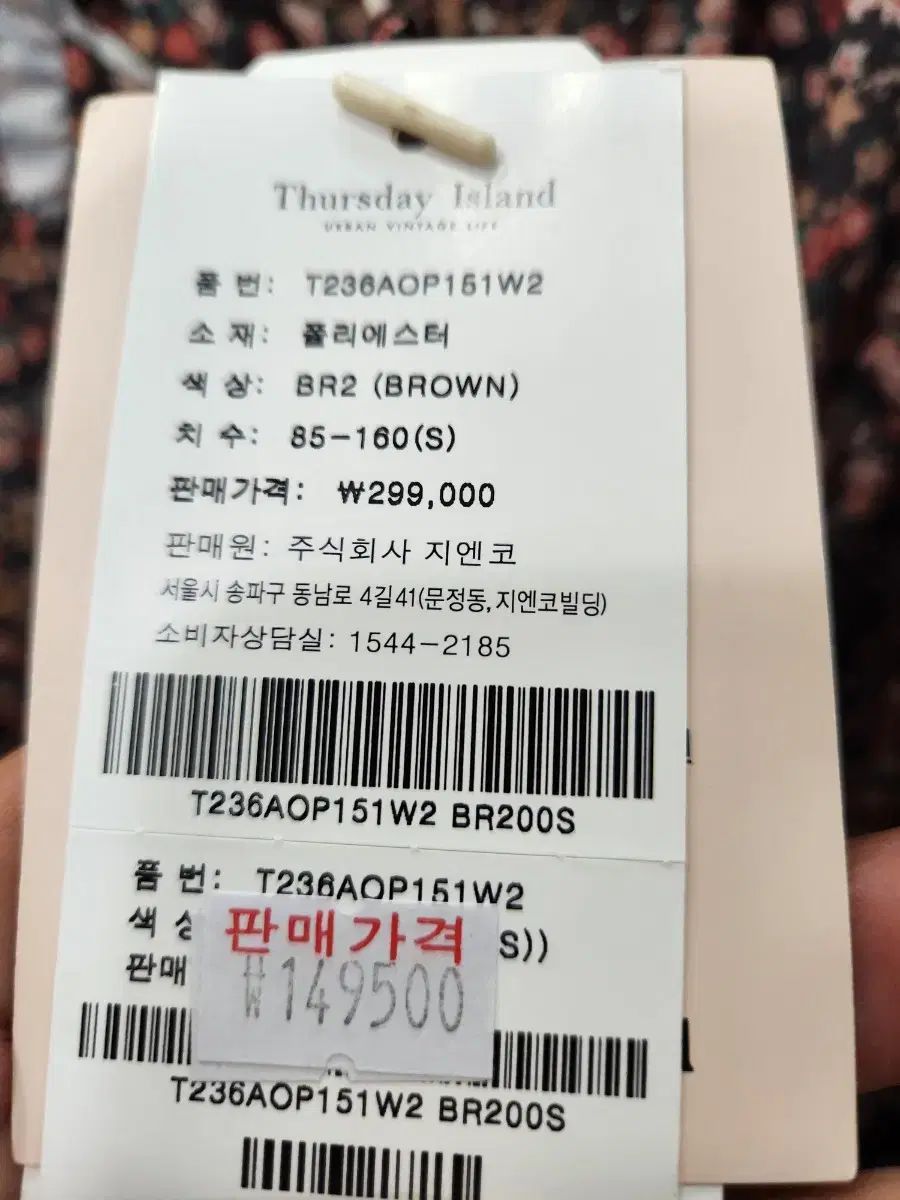 Thursday Island
URBAN VINTAGE LIFE
품 번: T236AOP151W2
소 재: 폴리에스터
색 상: BR2 (BROWN)
치 수: 85-160(S)
판매가격: ₩299,000
판매원: 주식회사 지엔코
서울시 송파구 동남로 4길41(문정동,지엔코빌딩)
소비자상담실: 1544-2185
T236AOP151W2 BR200S
품 번: T236AOP151W2
색 S))
판매
판매가격
₩149500
T236AOP151W2 BR200S